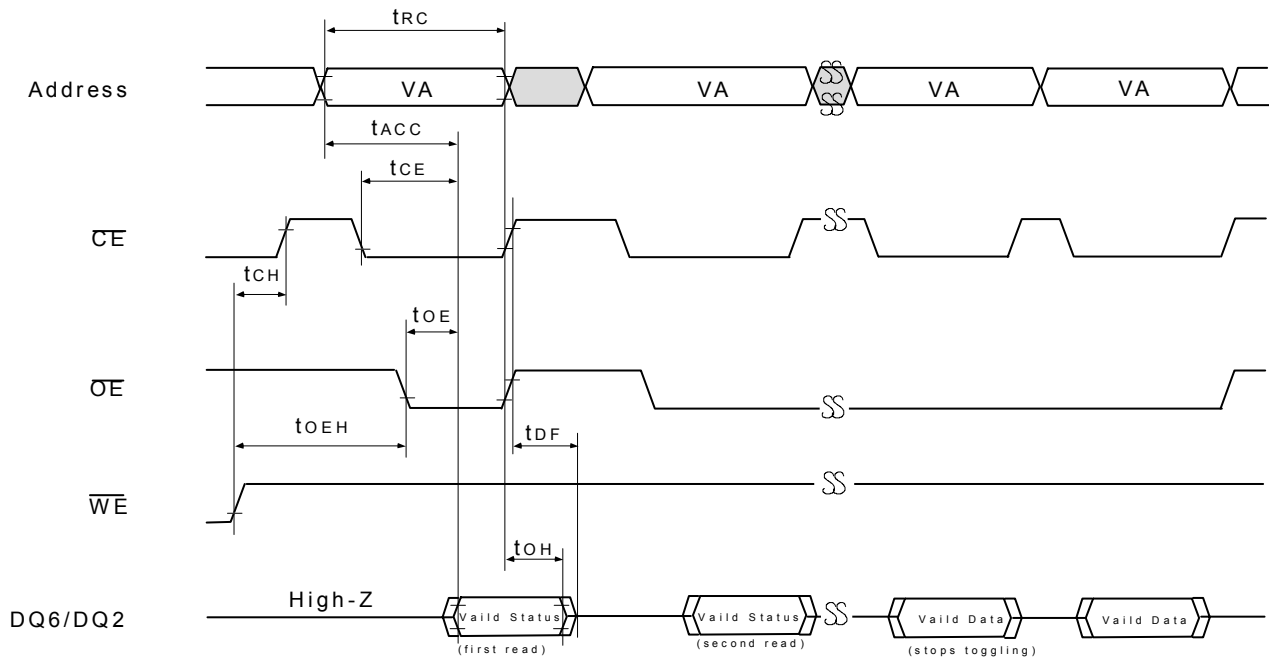 tRC
Address VA VA VA VA
tACC
tCE
CE
tCH
tOE
OE
tOEH tDF
WE
tOH
High-Z
DQ6/DQ2 Vaild Status Vaild Status Vaild Data Vaild Data
(first read) (second read) (stops toggling)